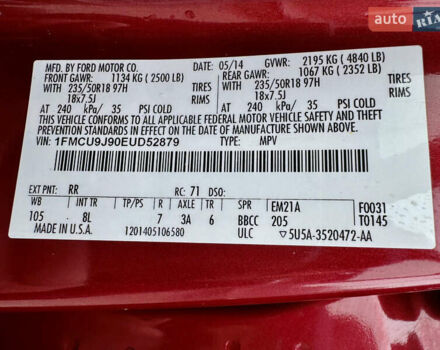 auto RIA
MFD. BY FORD MOTOR CO. 05/14 GVWR: 2195 KG ( 4840 LB)
FRONT GAWR: 1134 KG ( 2500 LB) REAR GAWR: 1067 KG ( 2352 LB)
235/50R18 97H TIRES 235/50R18 97H TIRES
18x7.5J RIMS 18x7.5J RIMS
AT 240 kPa/ 35 PSI COLD AT 240 kPa/ 35 PSI COLD
THIS VEHICLE CONFORMS TO ALL APPLICABLE FEDERAL MOTOR VEHICLE SAFETY AND THEFT PREVENTION STANDARDS IN EFFECT ON THE DATE OF MANUFACTURE SHOWN ABOVE.
VIN: 1FMCU9J90EUD52879 TYPE: MPV
EXT PNT: RR RC: 71 DSO:
WB INT TR TP/PS R AXLE TR SPR EM21A F0031
105 8L 7 3A 6 BBCC 205 T0145
MADE IN U.S.A. 1201405106580 ULC ▽5U5A-3520472-AA